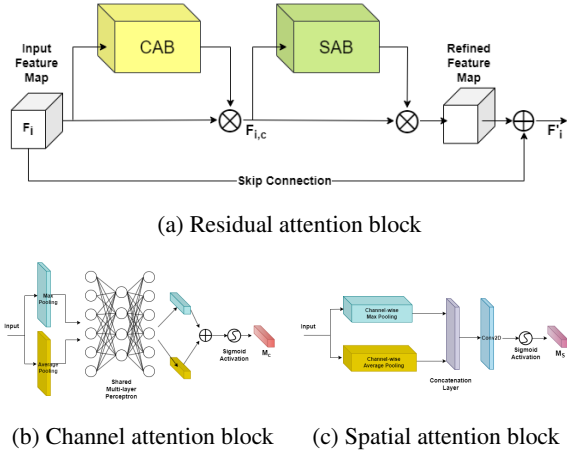 Input
Feature
Map
CAB
SAB
Refined
Feature
Map
F_i
F_i,c
F'_i
Skip Connection
(a) Residual attention block
Max
Pooling
Input
Average
Pooling
Shared
Multi-layer
Perceptron
Sigmoid
Activation
M_c
Channel-wise
Max Pooling
Input
Channel-wise
Average Pooling
Concatenation
Layer
Conv2D
Sigmoid
Activation
M_S
(b) Channel attention block
(c) Spatial attention block